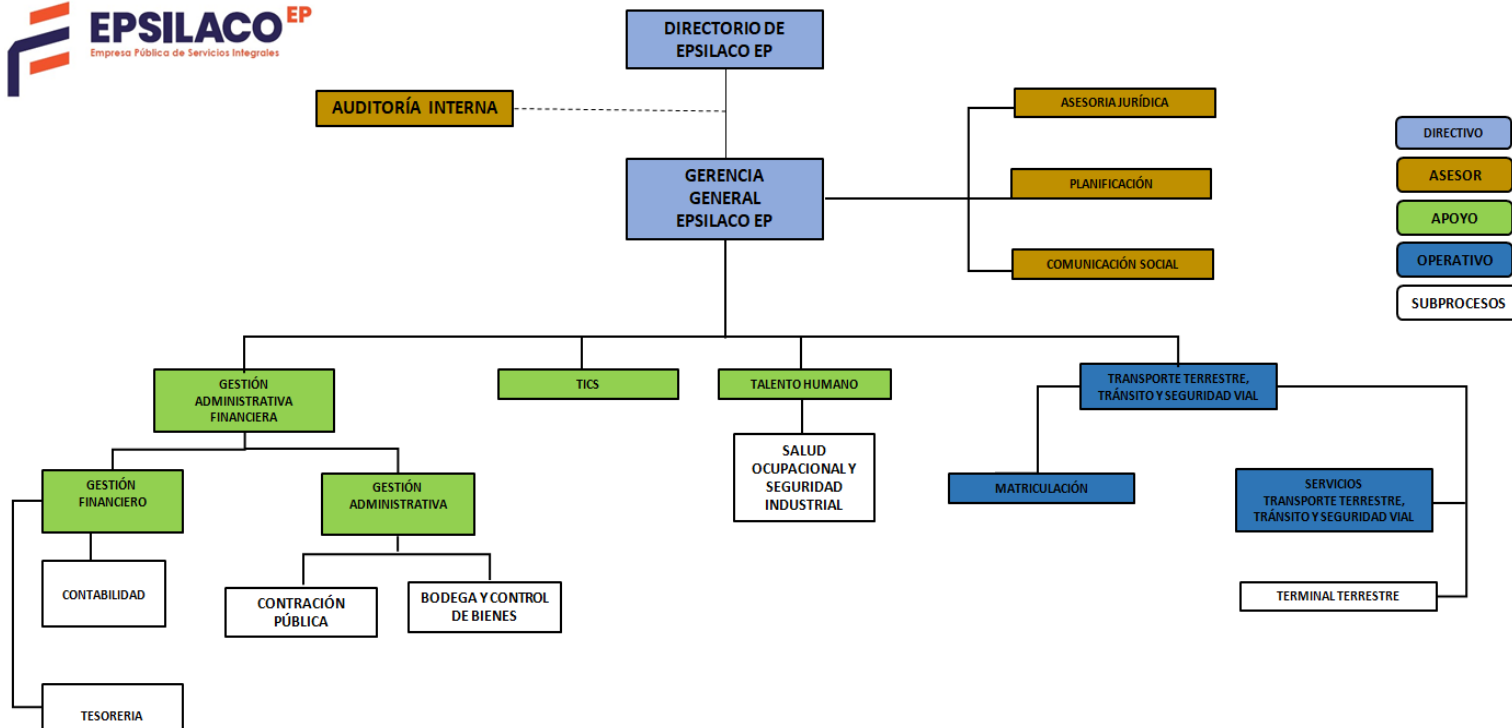 EPSILACO EP
Empresa Pública de Servicios Integrales
DIRECTORIO DE
EPSILACO EP
AUDITORÍA INTERNA
ASESORIA JURÍDICA
DIRECTIVO
GERENCIA
GENERAL
EPSILACO EP
PLANIFICACIÓN
ASESOR
APOYO
COMUNICACIÓN SOCIAL
OPERATIVO
SUBPROCESOS
GESTIÓN
ADMINISTRATIVA
FINANCIERA
TICS
TALENTO HUMANO
TRANSPORTE TERRESTRE,
TRÁNSITO Y SEGURIDAD VIAL
SALUD
OCUPACIONAL Y
SEGURIDAD
INDUSTRIAL
GESTIÓN
FINANCIERO
GESTIÓN
ADMINISTRATIVA
MATRICULACIÓN
SERVICIOS
TRANSPORTE TERRESTRE,
TRÁNSITO Y SEGURIDAD VIAL
CONTABILIDAD
CONTRACIÓN
PÚBLICA
BODEGA Y CONTROL
DE BIENES
TERMINAL TERRESTRE
TESORERIA